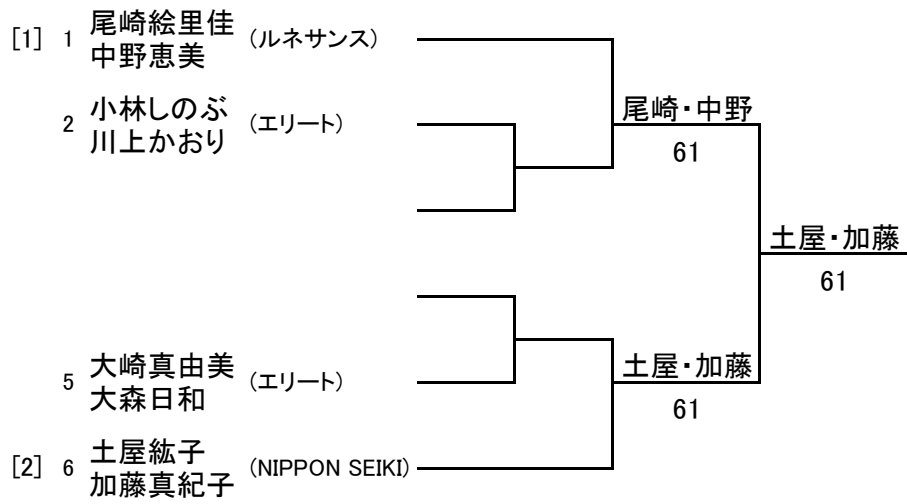 [1] 1 尾崎絵里佳
中野恵美 (ルネサンス)
2 小林しのぶ
川上かおり (エリート)
尾崎・中野
61
土屋・加藤
61
5 大崎真由美
大森日和 (エリート)
土屋・加藤
61
[2] 6 土屋紘子
加藤真紀子 (NIPPON SEIKI)